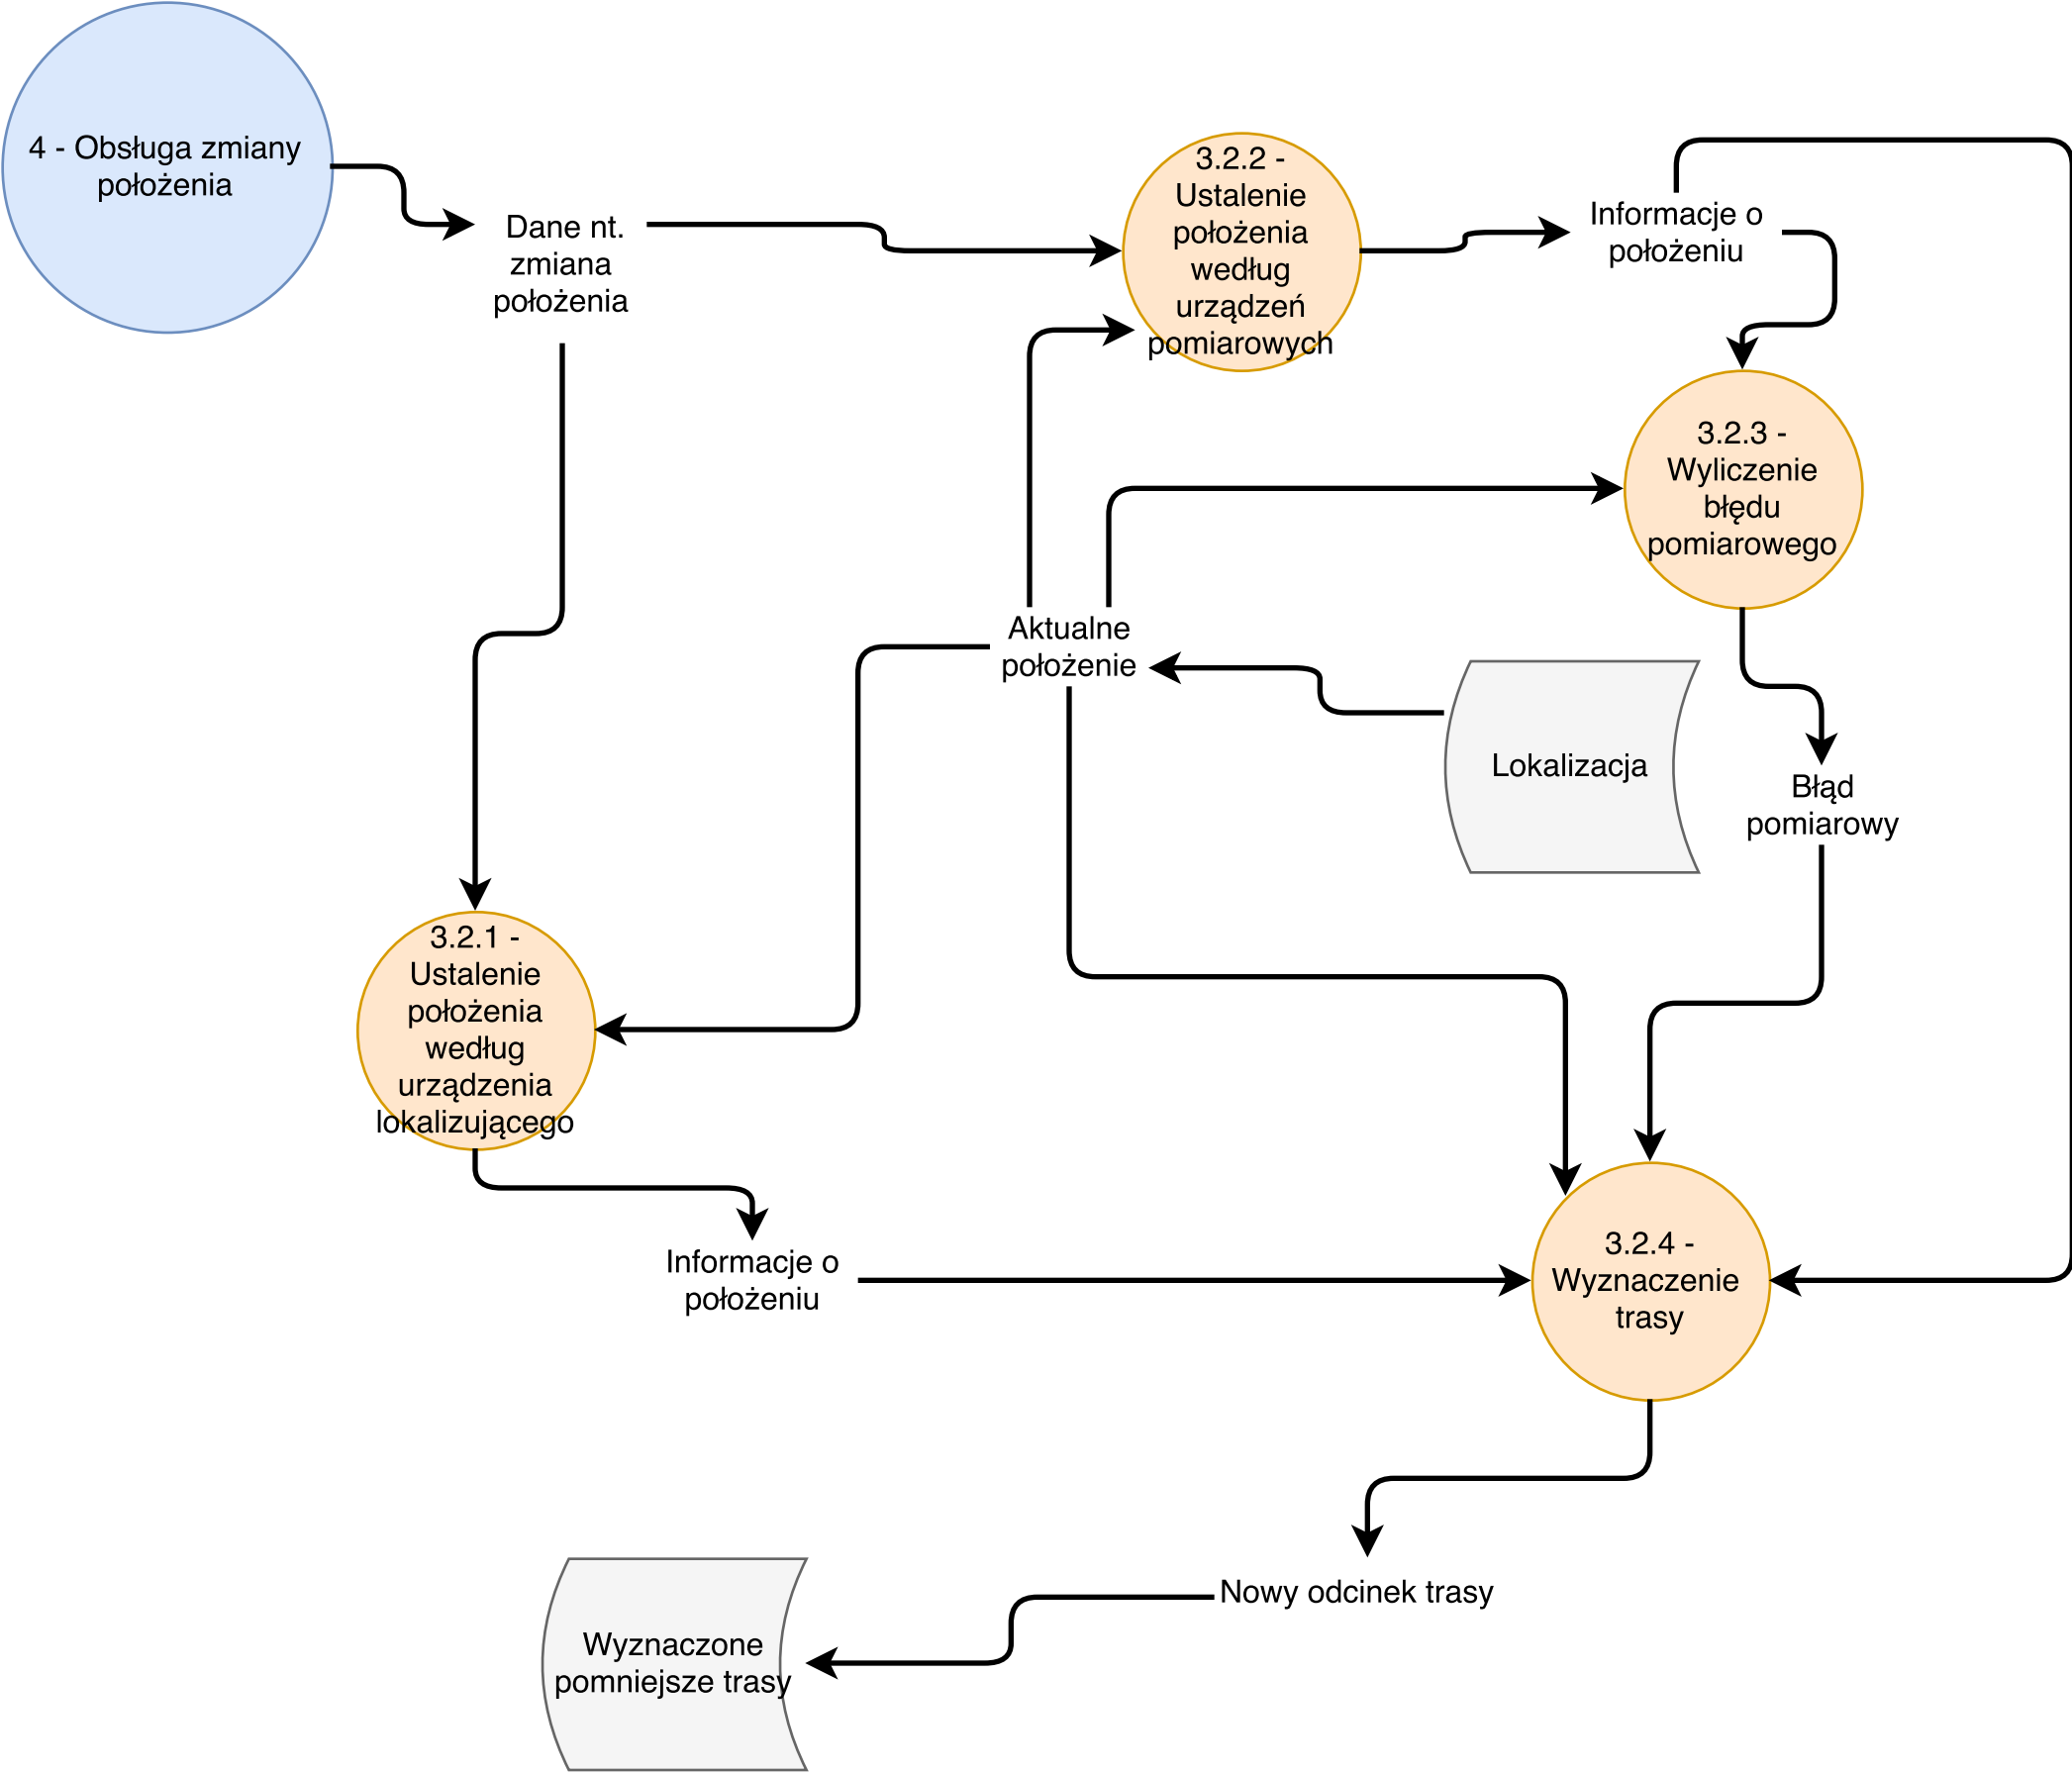 4 - Obsługa zmiany
położenia
Dane nt.
zmiana
położenia
3.2.2 -
Ustalenie
położenia
według
urządzeń
pomiarowych
Informacje o
położeniu
3.2.3 -
Wyliczenie
błędu
pomiarowego
Aktualne
położenie
Lokalizacja
Błąd
pomiarowy
3.2.1 -
Ustalenie
położenia
według
urządzenia
lokalizującego
Informacje o
położeniu
3.2.4 -
Wyznaczenie
trasy
Nowy odcinek trasy
Wyznaczone
pomniejsze trasy